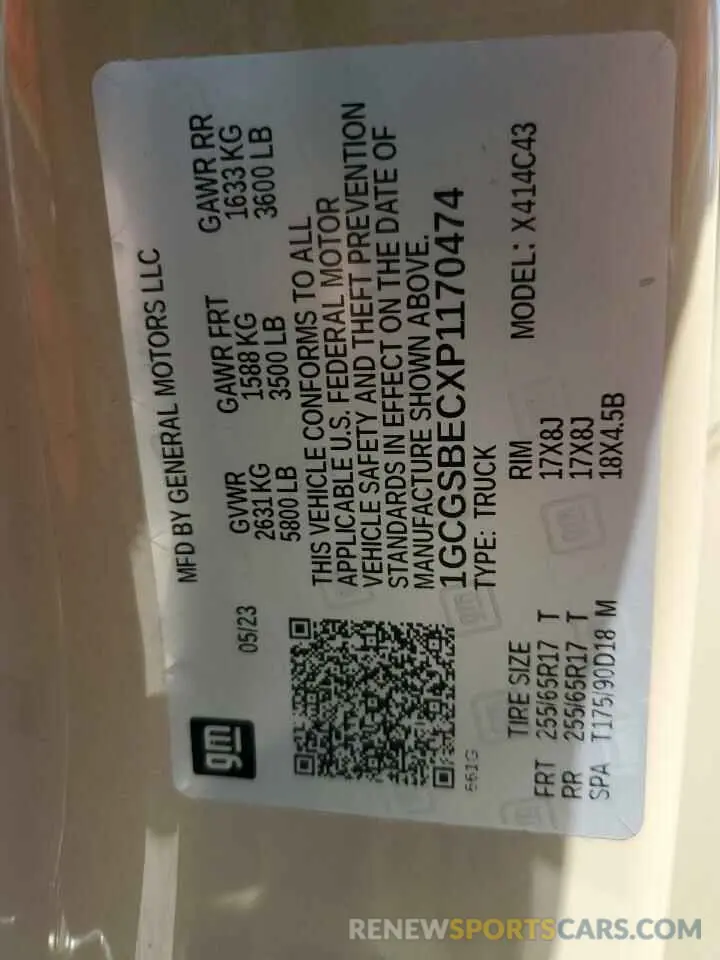 gm
MFD BY GENERAL MOTORS LLC
05/23
GVWR GAWR FRT GAWR RR
2631 KG 1588 KG 1633 KG
5800 LB 3500 LB 3600 LB
THIS VEHICLE CONFORMS TO ALL
APPLICABLE U.S. FEDERAL MOTOR
VEHICLE SAFETY AND THEFT PREVENTION
STANDARDS IN EFFECT ON THE DATE OF
MANUFACTURE SHOWN ABOVE.
1GCGSBECXP1170474
661G
TYPE: TRUCK
TIRE SIZE RIM MODEL: X414C43
FRT 255/65R17 T 17X8J
RR 255/65R17 T 17X8J
SPA T175/90D18 M 18X4.5B
RENEWSPORTSCARS.COM